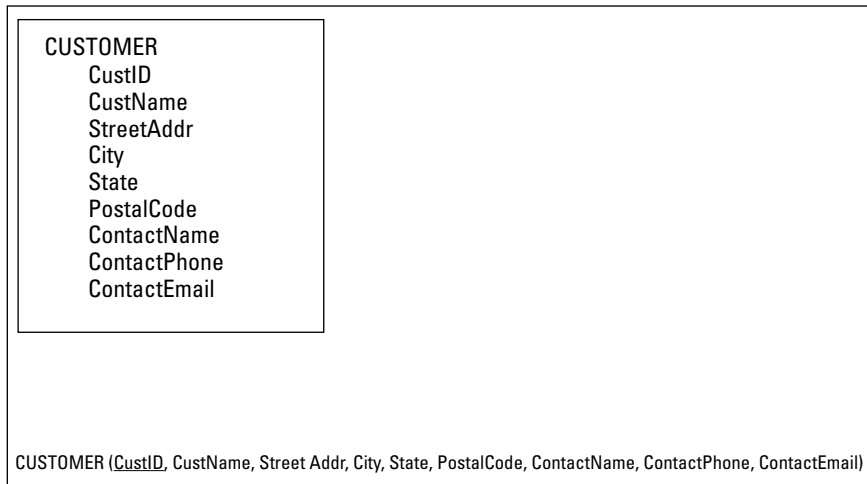 CUSTOMER
CustID
CustName
StreetAddr
City
State
PostalCode
ContactName
ContactPhone
ContactEmail
CUSTOMER (CustID, CustName, Street Addr, City, State, PostalCode, ContactName, ContactPhone, ContactEmail)